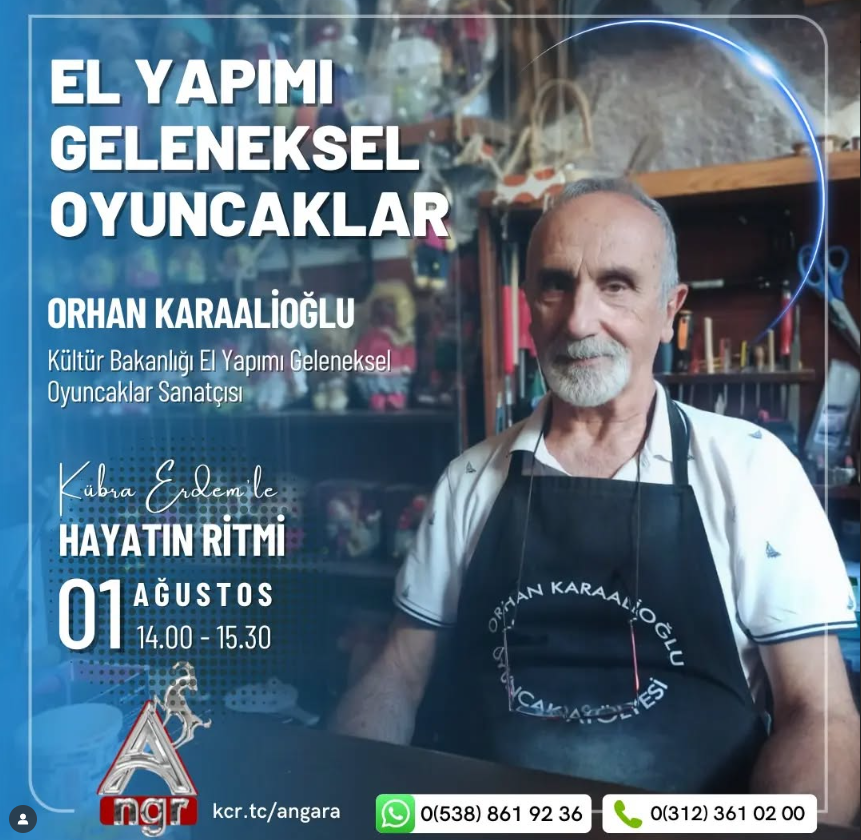 EL YAPIMI
GELENEKSEL
OYUNCAKLAR
ORHAN KARAALİOĞLU
Kültür Bakanlığı El Yapımı Geleneksel
Oyuncaklar Sanatçısı
Kübra Erdem'le
HAYATIN RİTMİ
01 AĞUSTOS
14.00 - 15.30
ORHAN KARAALİOĞLU
OYUNCAK ATÖLYESİ
A
ngr
kcr.tc/angara
0(538) 861 92 36
0(312) 361 02 00